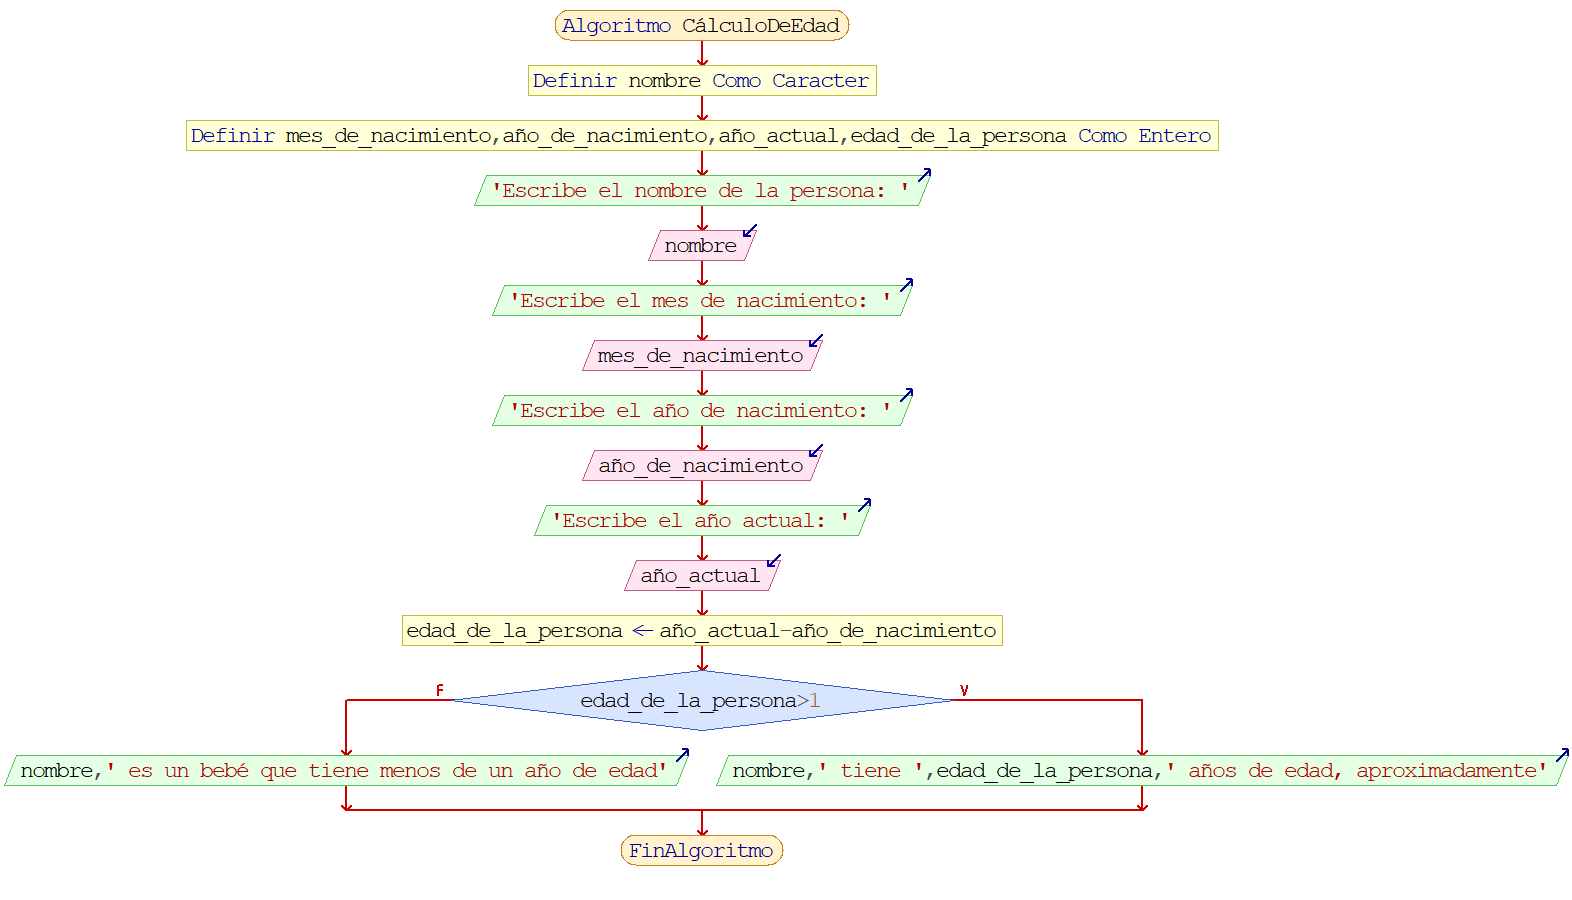 Algoritmo CálculoDeEdad
Definir nombre Como Caracter
Definir mes_de_nacimiento,año_de_nacimiento,año_actual,edad_de_la_persona Como Entero
'Escribe el nombre de la persona: '
nombre
'Escribe el mes de nacimiento: '
mes_de_nacimiento
'Escribe el año de nacimiento: '
año_de_nacimiento
'Escribe el año actual: '
año_actual
edad_de_la_persona ← año_actual-año_de_nacimiento
F
V
edad_de_la_persona>1
nombre,' es un bebé que tiene menos de un año de edad'
nombre,' tiene ',edad_de_la_persona,' años de edad, aproximadamente'
FinAlgoritmo